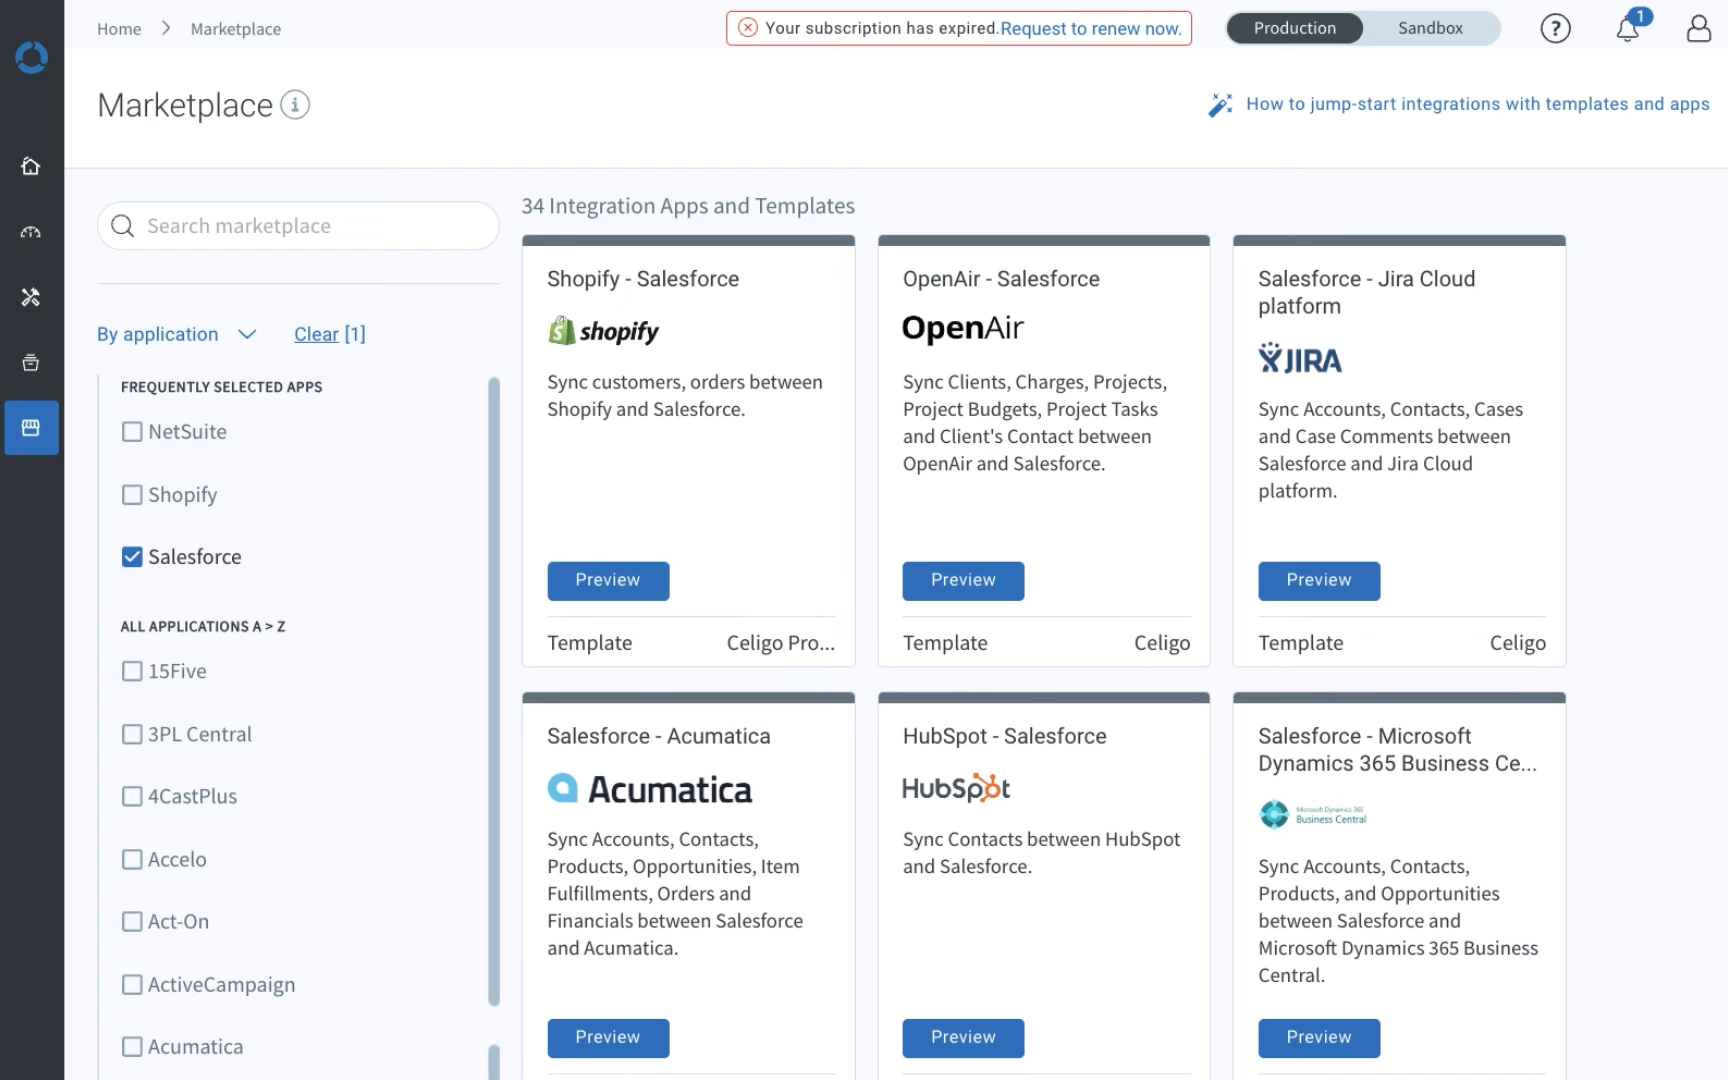 Home
Marketplace
Your subscription has expired. Request to renew now.
Production
Sandbox
?
1
Marketplace
i
How to jump-start integrations with templates and apps
Search marketplace
By application
Clear [1]
FREQUENTLY SELECTED APPS
NetSuite
Shopify
Salesforce
ALL APPLICATIONS A > Z
15Five
3PL Central
4CastPlus
Accelo
Act-On
ActiveCampaign
Acumatica
34 Integration Apps and Templates
Shopify - Salesforce
shopify
Sync customers, orders between
Shopify and Salesforce.
Preview
Template
Celigo Pro...
OpenAir - Salesforce
OpenAir
Sync Clients, Charges, Projects,
Project Budgets, Project Tasks
and Client's Contact between
OpenAir and Salesforce.
Preview
Template
Celigo
Salesforce - Jira Cloud
platform
JIRA
Sync Accounts, Contacts, Cases
and Case Comments between
Salesforce and Jira Cloud
platform.
Preview
Template
Celigo
Salesforce - Acumatica
Acumatica
Sync Accounts, Contacts,
Products, Opportunities, Item
Fulfillments, Orders and
Financials between Salesforce
and Acumatica.
Preview
HubSpot - Salesforce
HubSpot
Sync Contacts between HubSpot
and Salesforce.
Preview
Salesforce - Microsoft
Dynamics 365 Business Ce...
Microsoft Dynamics 365
Business Central
Sync Accounts, Contacts,
Products, and Opportunities
between Salesforce and
Microsoft Dynamics 365 Business
Central.
Preview